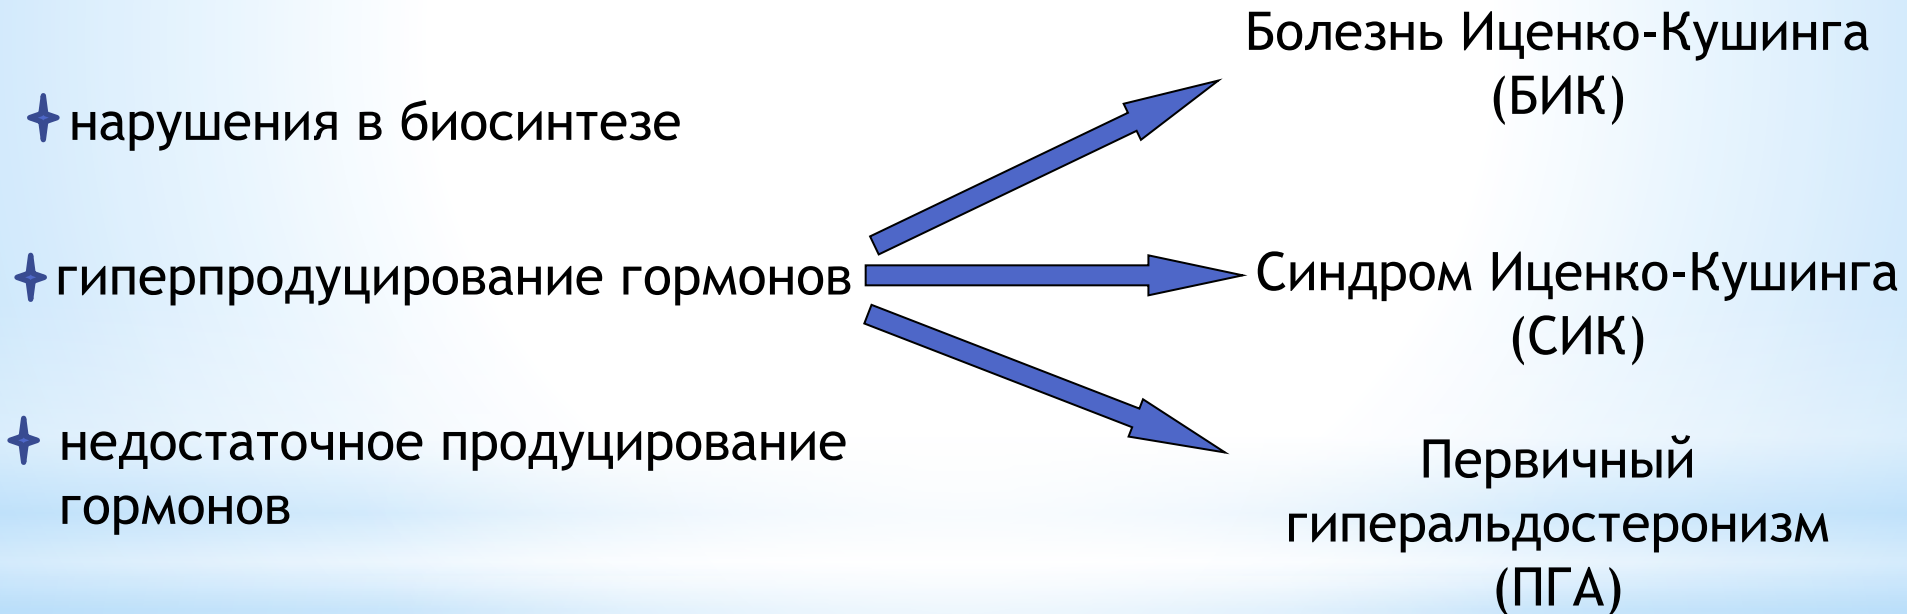 нарушения в биосинтезе
гиперпродуцирование гормонов
недостаточное продуцирование
гормонов
Болезнь Иценко-Кушинга
(БИК)
Синдром Иценко-Кушинга
(СИК)
Первичный
гиперальдостеронизм
(ПГА)